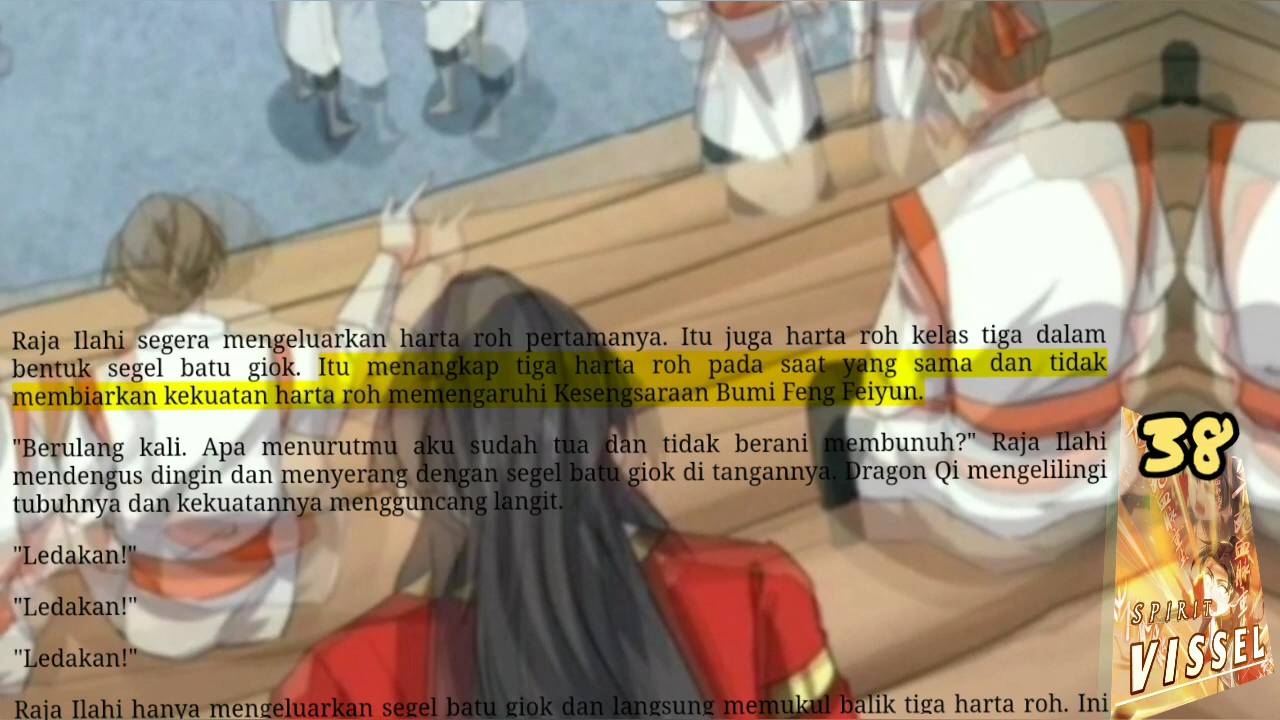 Raja Ilahi segera mengeluarkan harta roh pertamanya. Itu juga harta roh kelas tiga dalam
bentuk segel batu giok. Itu menangkap tiga harta roh pada saat yang sama dan tidak
membiarkan kekuatan harta roh memengaruhi Kesengsaraan Bumi Feng Feiyun.
"Berulang kali. Apa menurutmu aku sudah tua dan tidak berani membunuh?" Raja Ilahi
mendengus dingin dan menyerang dengan segel batu giok di tangannya. Dragon Qi mengelilingi
tubuhnya dan kekuatannya mengguncang langit.
"Ledakan!"
"Ledakan!"
"Ledakan!"
Raja Ilahi hanya mengeluarkan segel batu giok dan langsung memukul balik tiga harta roh. Ini
38
SPIRIT
VISSEL